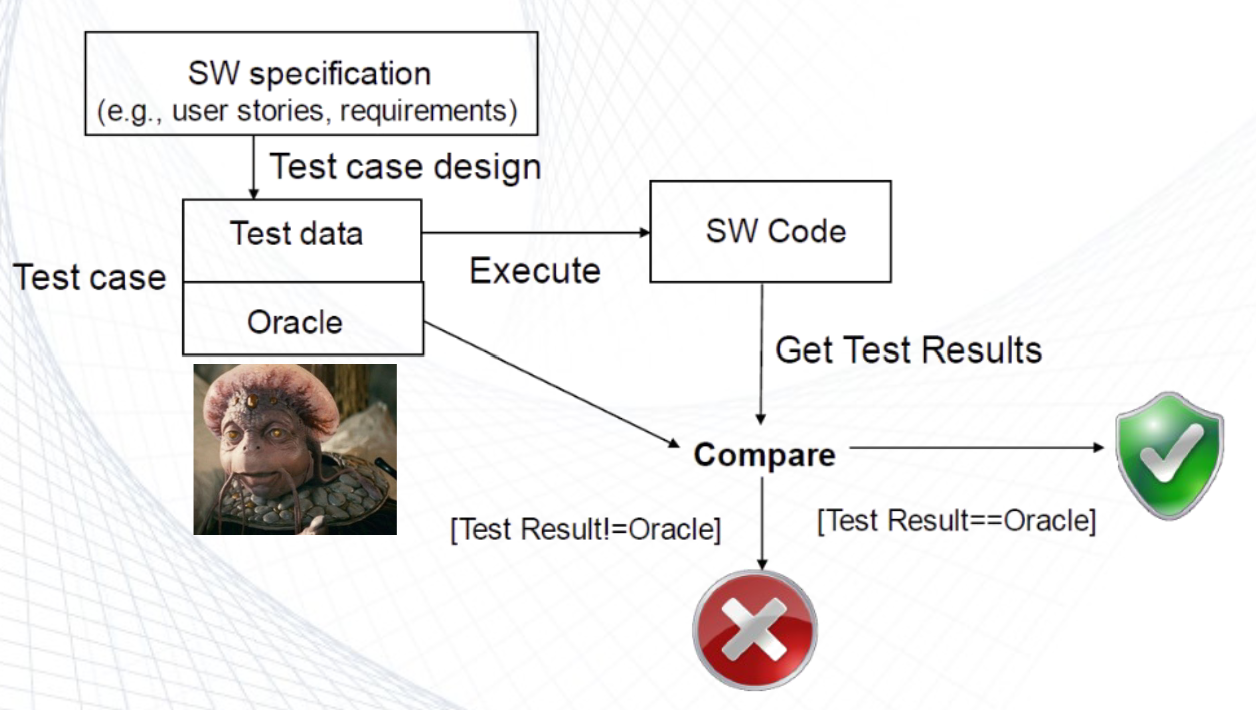 SW specification
(e.g., user stories, requirements)
Test case design
Test data
SW Code
Test case
Execute
Oracle
Get Test Results
Compare
[Test Result!=Oracle]
[Test Result==Oracle]